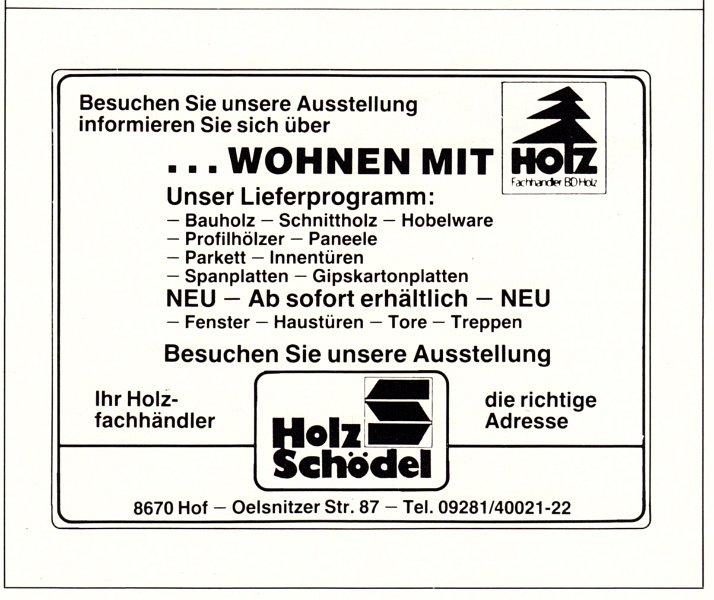 Besuchen Sie unsere Ausstellung
informieren Sie sich über
... WOHNEN MIT HOLZ
Fachhandler BD Holz
Unser Lieferprogramm:
– Bauholz – Schnittholz – Hobelware
– Profilhölzer – Paneele
– Parkett – Innentüren
– Spanplatten – Gipskartonplatten
NEU – Ab sofort erhältlich – NEU
– Fenster – Haustüren – Tore – Treppen
Besuchen Sie unsere Ausstellung
Ihr Holz-
fachhändler
Holz
Schödel
die richtige
Adresse
8670 Hof – Oelsnitzer Str. 87 – Tel. 09281/40021-22